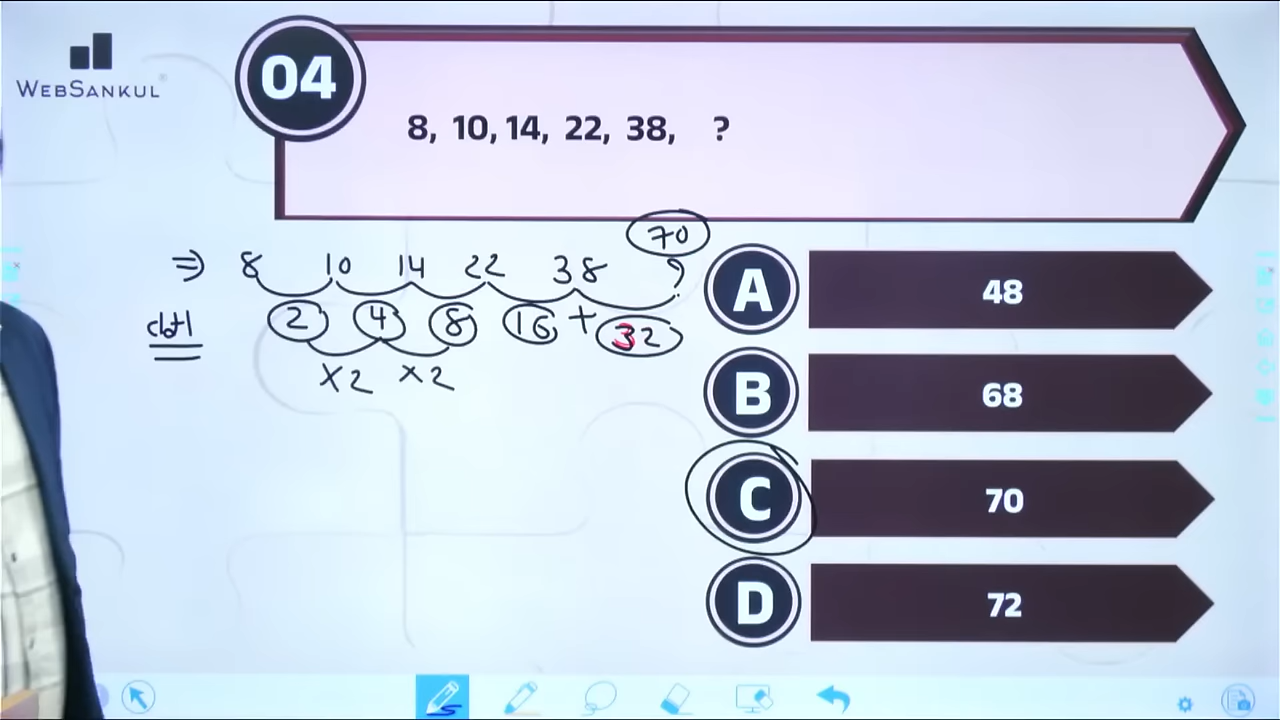 WEBSANKUL
04
8, 10, 14, 22, 38, ?
70
⇒ 8 10 14 22 38 ?
2 4 8 16 + 32
×2 ×2
A 48
B 68
C 70
D 72